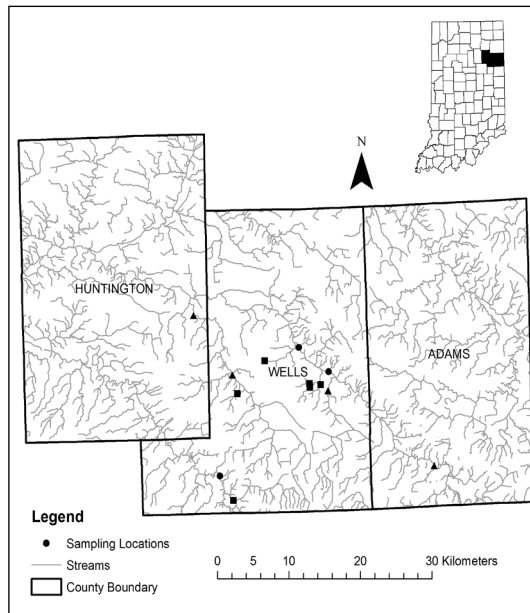 N
HUNTINGTON
WELLS
ADAMS
Legend
Sampling Locations
Streams
County Boundary
0 5 10 20 30 Kilometers